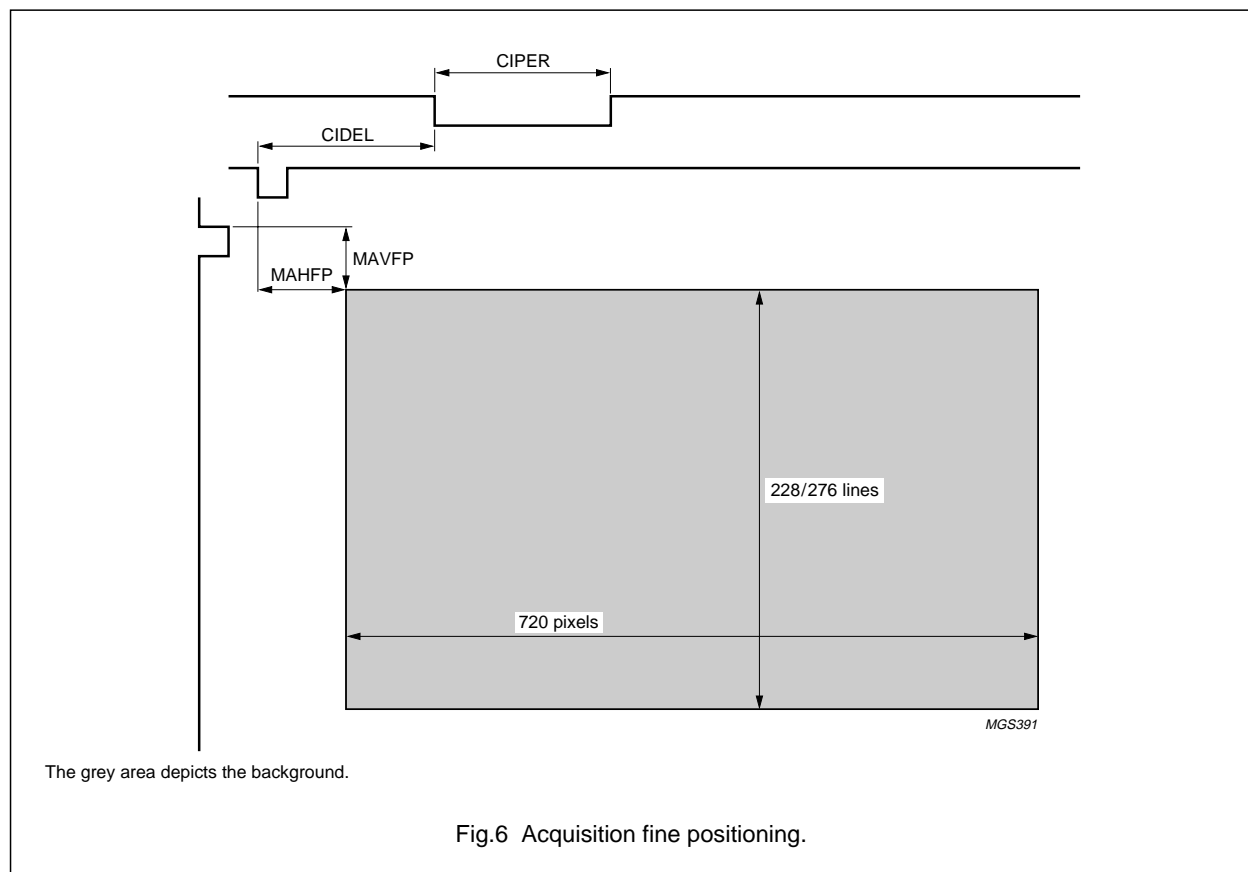 CIPER
CIDEL
MAVFP
MAHFP
228/276 lines
720 pixels
MGS391
The grey area depicts the background.
Fig.6 Acquisition fine positioning.